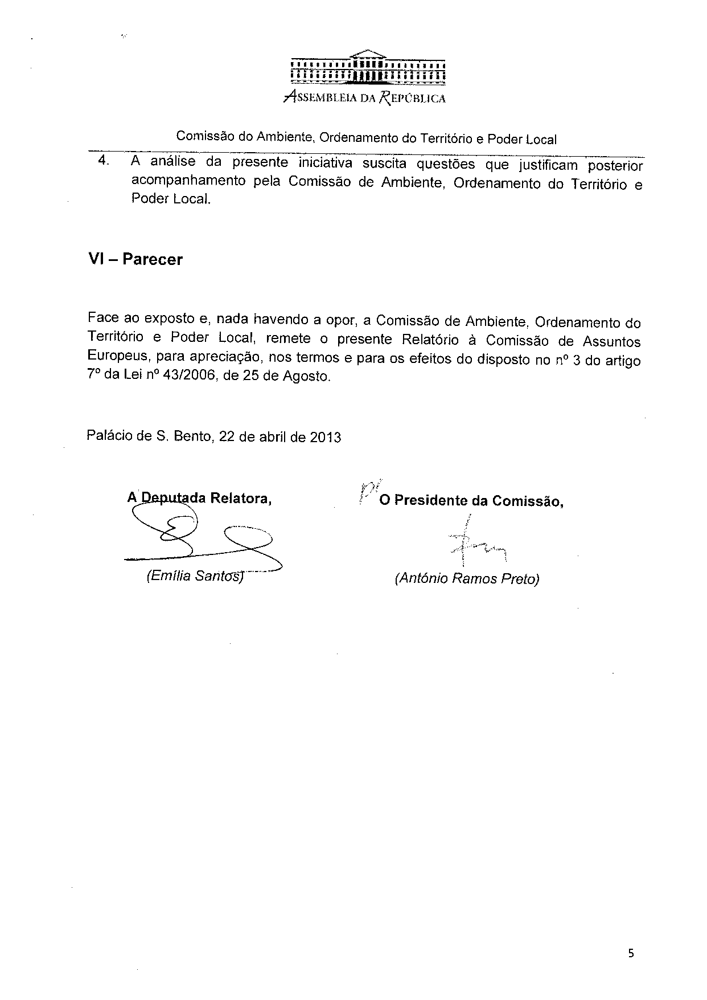 ASSEMBLEIA DA REPÚBLICA
Comissão do Ambiente, Ordenamento do Território e Poder Local
4. A análise da presente iniciativa suscita questões que justificam posterior
acompanhamento pela Comissão de Ambiente, Ordenamento do Território e
Poder Local.
VI – Parecer
Face ao exposto e, nada havendo a opor, a Comissão de Ambiente, Ordenamento do
Território e Poder Local, remete o presente Relatório à Comissão de Assuntos
Europeus, para apreciação, nos termos e para os efeitos do disposto no nº 3 do artigo
7º da Lei nº 43/2006, de 25 de Agosto.
Palácio de S. Bento, 22 de abril de 2013
A Deputada Relatora,
p/ O Presidente da Comissão,
(Emília Santos)
(António Ramos Preto)
5